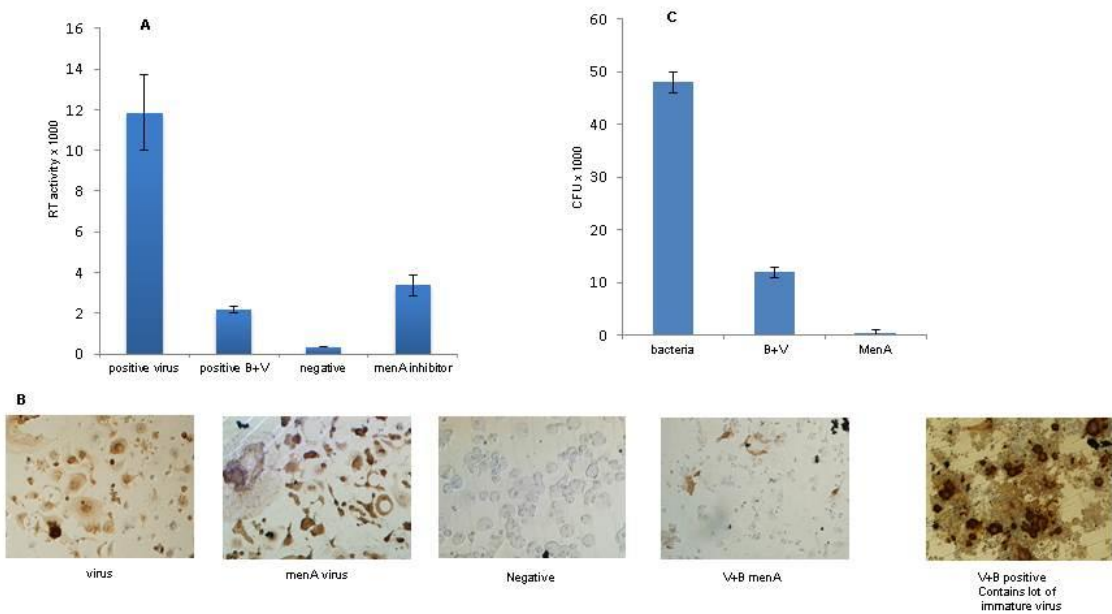 A
RT activity x 1000
16
14
12
10
8
6
4
2
0
positive virus
positive B+V
negative
menA inhibitor
C
CFU x 1000
60
50
40
30
20
10
0
bacteria
B+V
MenA
B
virus
menA virus
Negative
V+B menA
V+B positive
Contains lot of
immature virus